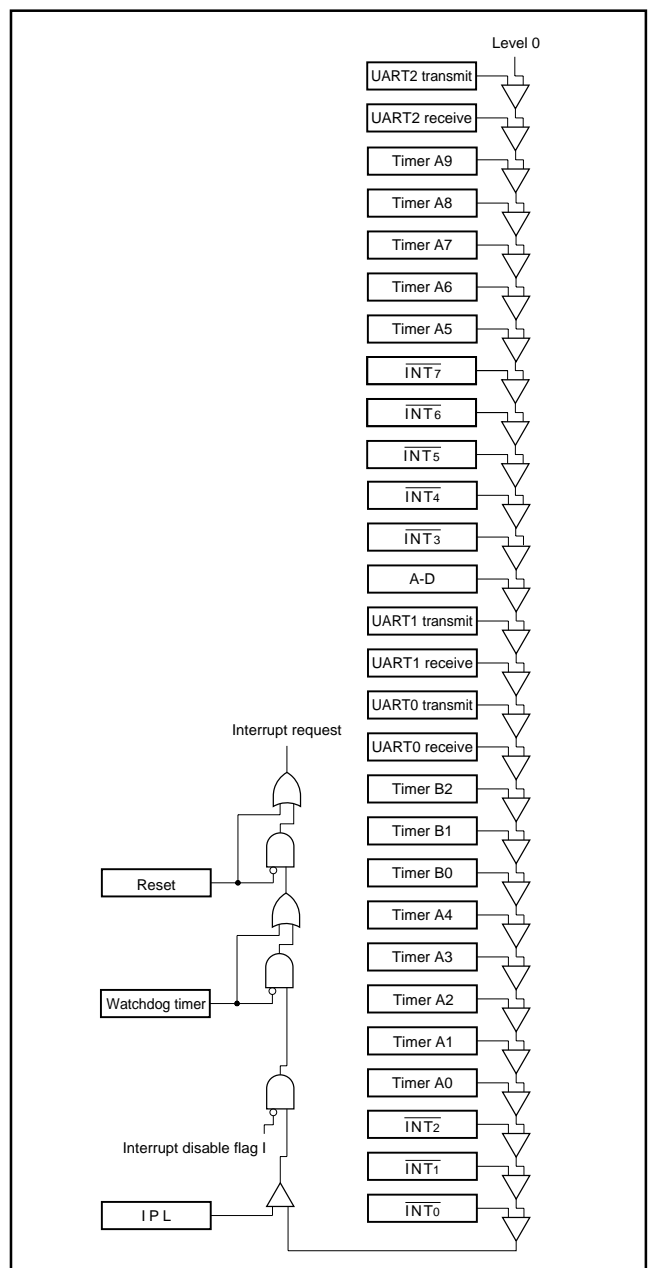 Level 0
UART2 transmit
UART2 receive
Timer A9
Timer A8
Timer A7
Timer A6
Timer A5
INT7
INT6
INT5
INT4
INT3
A-D
UART1 transmit
UART1 receive
UART0 transmit
Interrupt request
UART0 receive
Timer B2
Timer B1
Reset
Timer B0
Timer A4
Timer A3
Watchdog timer
Timer A2
Timer A1
Timer A0
INT2
Interrupt disable flag I
INT1
IPL
INT0